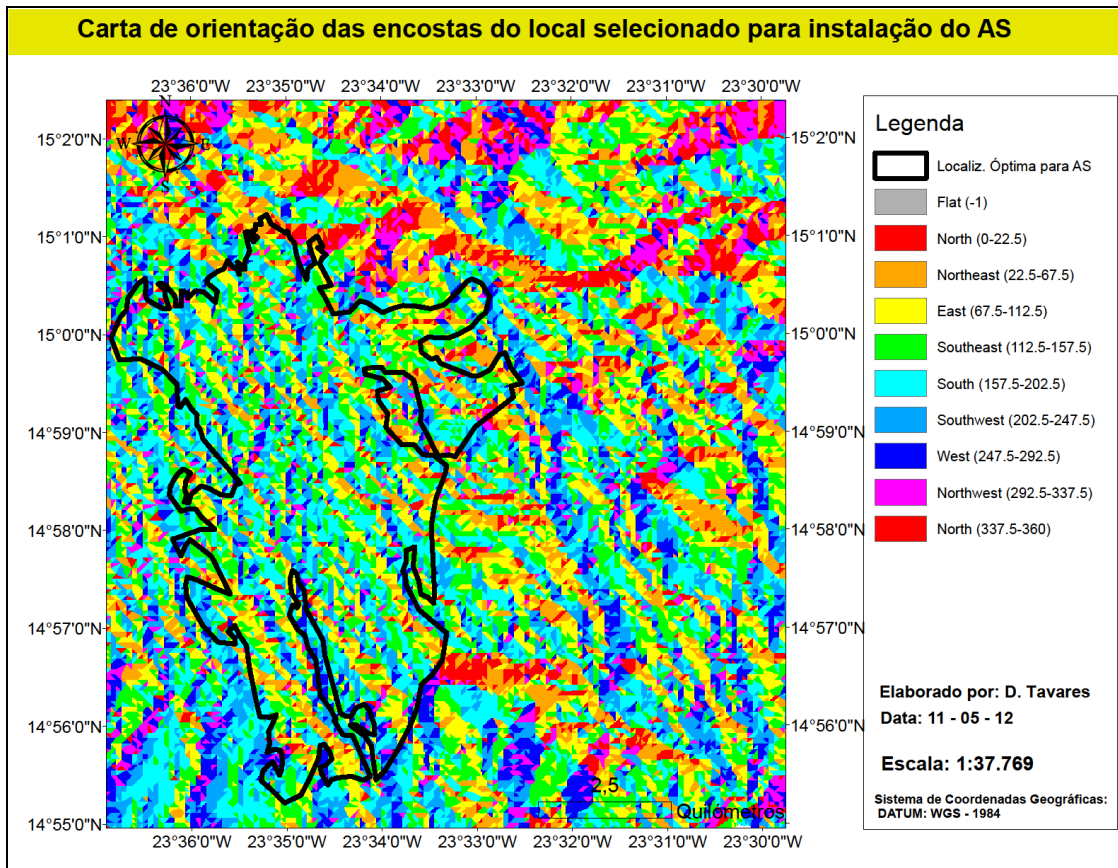 Carta de orientação das encostas do local selecionado para instalação do AS
23°36'0"W 23°35'0"W 23°34'0"W 23°33'0"W 23°32'0"W 23°31'0"W 23°30'0"W
N
W E
S
15°2'0"N 15°2'0"N
15°1'0"N 15°1'0"N
15°0'0"N 15°0'0"N
14°59'0"N 14°59'0"N
14°58'0"N 14°58'0"N
14°57'0"N 14°57'0"N
14°56'0"N 14°56'0"N
14°55'0"N 14°55'0"N
2,5
Quilómetros
23°36'0"W 23°35'0"W 23°34'0"W 23°33'0"W 23°32'0"W 23°31'0"W 23°30'0"W
Legenda
Localiz. Óptima para AS
Flat (-1)
North (0-22.5)
Northeast (22.5-67.5)
East (67.5-112.5)
Southeast (112.5-157.5)
South (157.5-202.5)
Southwest (202.5-247.5)
West (247.5-292.5)
Northwest (292.5-337.5)
North (337.5-360)
Elaborado por: D. Tavares
Data: 11 - 05 - 12
Escala: 1:37.769
Sistema de Coordenadas Geográficas:
DATUM: WGS - 1984